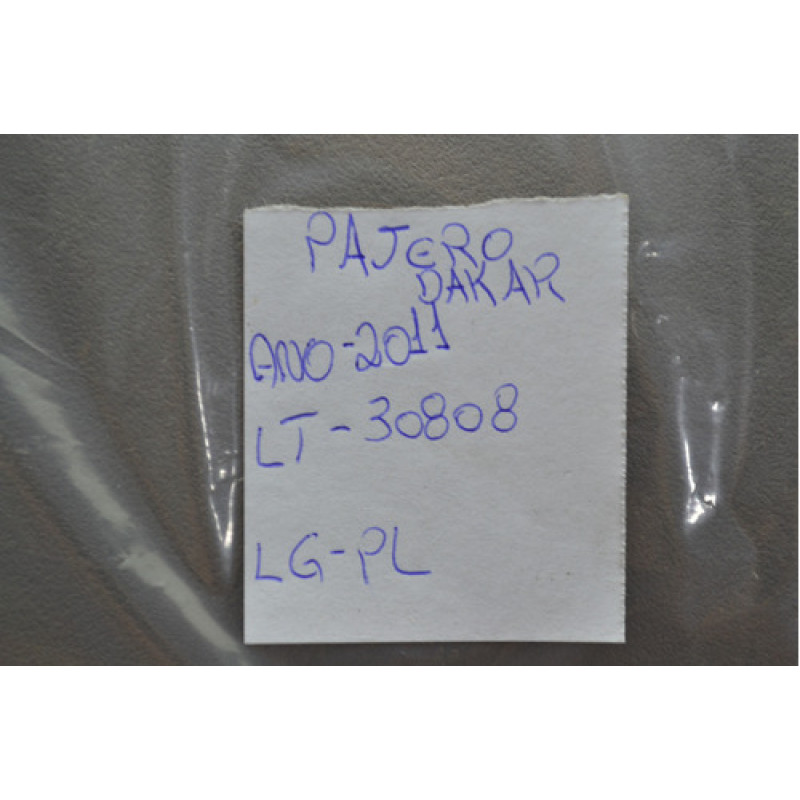 PAJERO
DAKAR
ANO-2011
LT-30808
LG-PL